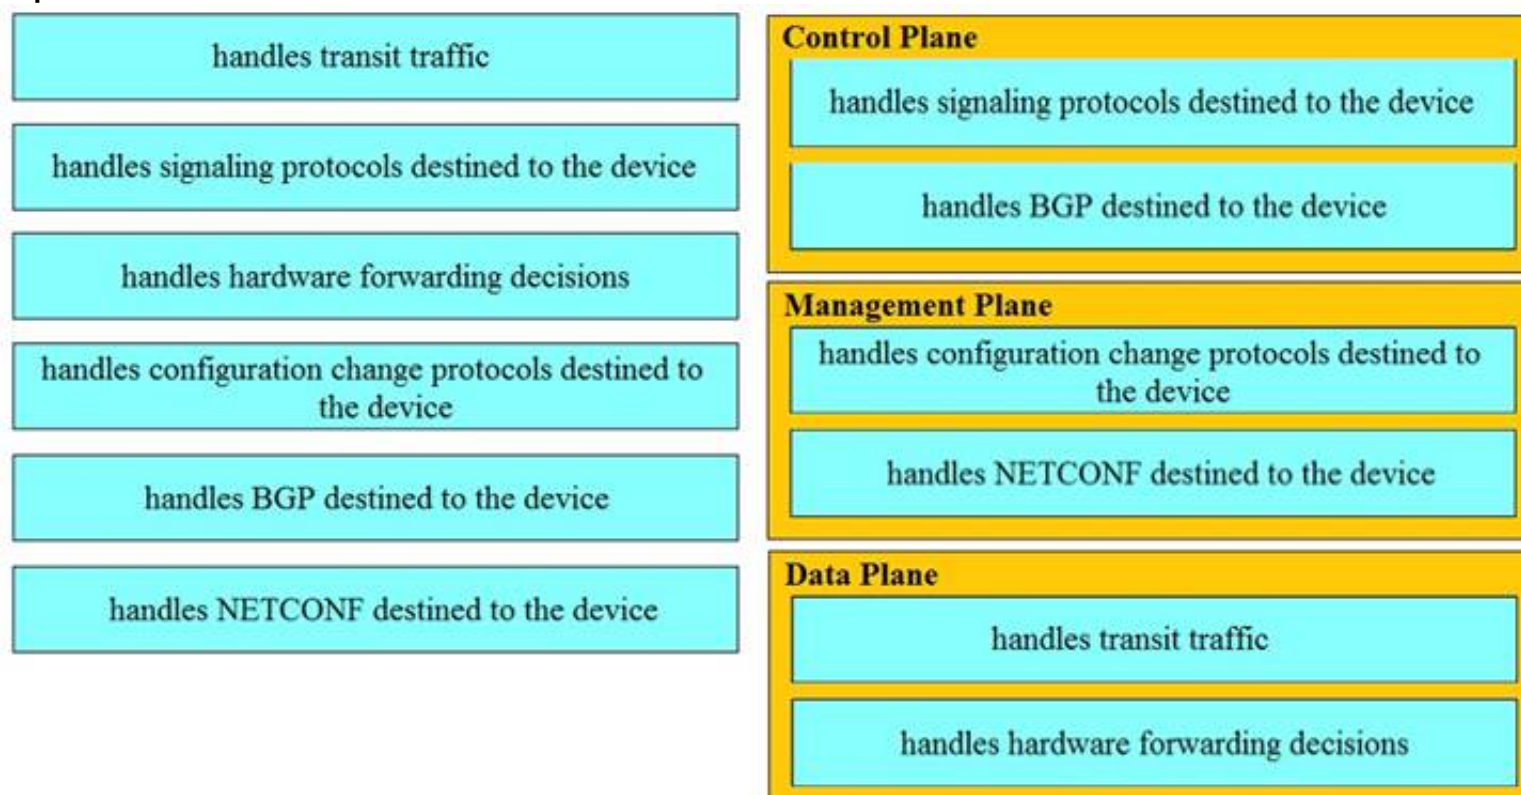 handles transit traffic
handles signaling protocols destined to the device
handles hardware forwarding decisions
handles configuration change protocols destined to
the device
handles BGP destined to the device
handles NETCONF destined to the device
Control Plane
handles signaling protocols destined to the device
handles BGP destined to the device
Management Plane
handles configuration change protocols destined to
the device
handles NETCONF destined to the device
Data Plane
handles transit traffic
handles hardware forwarding decisions